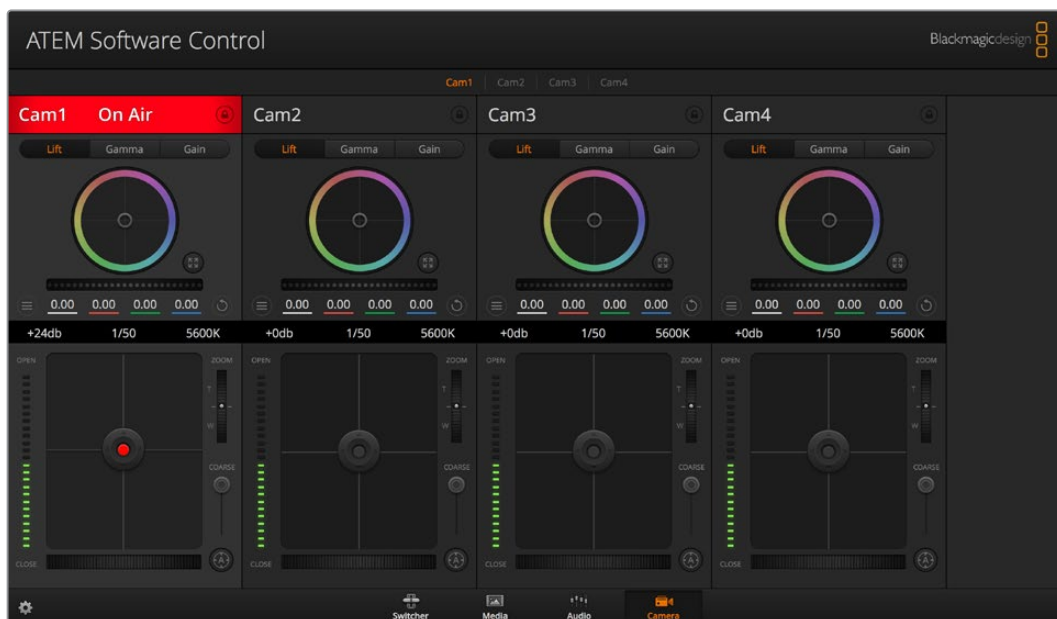 ATEM Software Control
Blackmagicdesign
Cam1 Cam2 Cam3 Cam4
Cam1 On Air Cam2 Cam3 Cam4
Lift Gamma Gain Lift Gamma Gain Lift Gamma Gain Lift Gamma Gain
0.00 0.00 0.00 0.00 0.00 0.00 0.00 0.00 0.00 0.00 0.00 0.00 0.00 0.00 0.00 0.00
+24db 1/50 5600K +0db 1/50 5600K +0db 1/50 5600K +0db 1/50 5600K
OPEN ZOOM OPEN ZOOM OPEN ZOOM OPEN ZOOM
T T T T
W W W W
COARSE COARSE COARSE COARSE
CLOSE A CLOSE A CLOSE A CLOSE A
Switcher Media Audio Camera